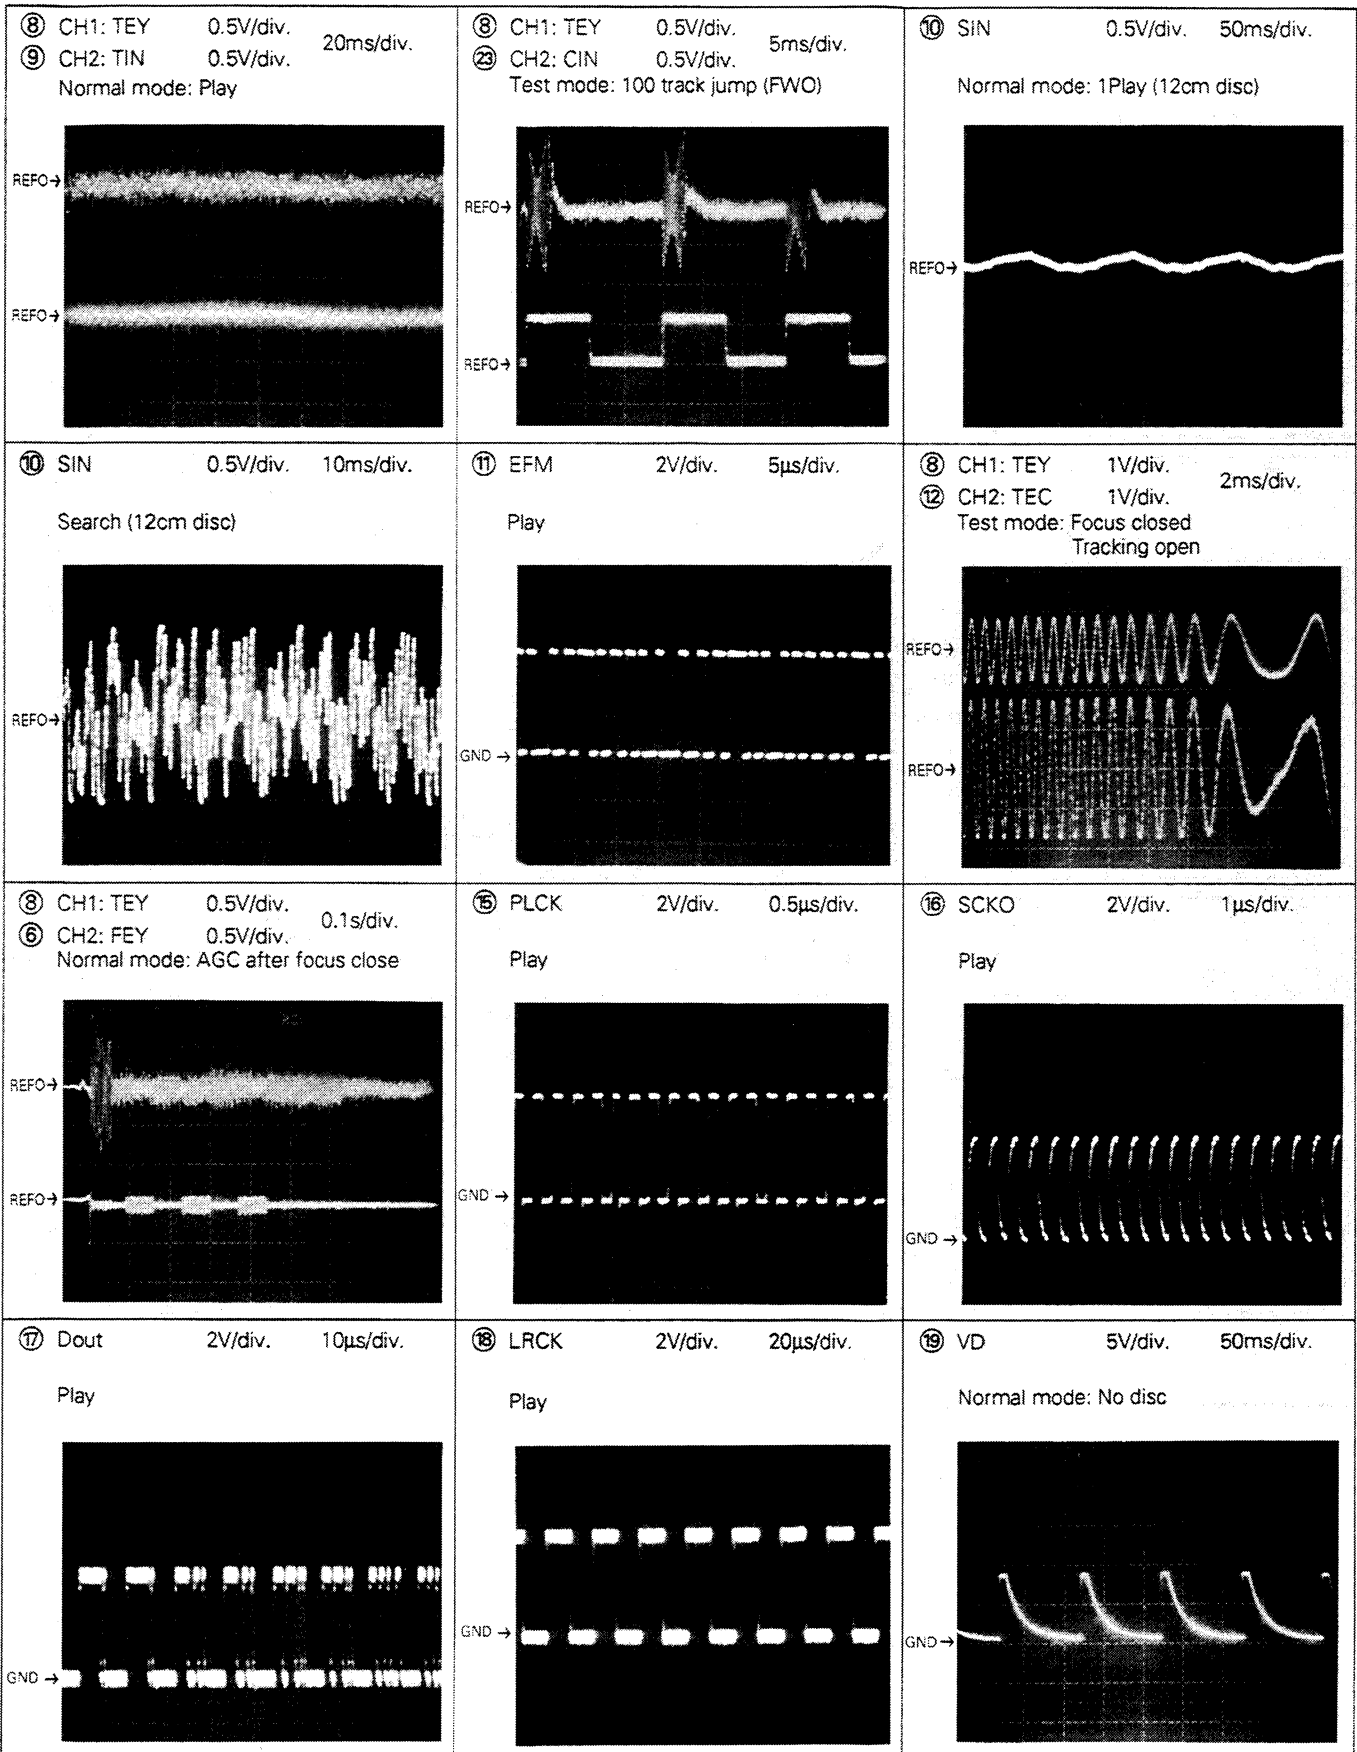 ⑧ CH1: TEY 0.5V/div. 20ms/div.
⑨ CH2: TIN 0.5V/div.
Normal mode: Play
REFO→
REFO→
⑧ CH1: TEY 0.5V/div. 5ms/div.
㉓ CH2: CIN 0.5V/div.
Test mode: 100 track jump (FWO)
REFO→
REFO→
⑩ SIN 0.5V/div. 50ms/div.
Normal mode: 1Play (12cm disc)
REFO→
⑩ SIN 0.5V/div. 10ms/div.
Search (12cm disc)
REFO→
⑪ EFM 2V/div. 5µs/div.
Play
GND →
⑧ CH1: TEY 1V/div. 2ms/div.
⑫ CH2: TEC 1V/div.
Test mode: Focus closed
Tracking open
REFO→
REFO→
⑧ CH1: TEY 0.5V/div. 0.1s/div.
⑥ CH2: FEY 0.5V/div.
Normal mode: AGC after focus close
REFO→
REFO→
⑮ PLCK 2V/div. 0.5µs/div.
Play
GND →
⑯ SCKO 2V/div. 1µs/div.
Play
GND →
⑰ Dout 2V/div. 10µs/div.
Play
GND →
⑱ LRCK 2V/div. 20µs/div.
Play
GND →
⑲ VD 5V/div. 50ms/div.
Normal mode: No disc
GND →